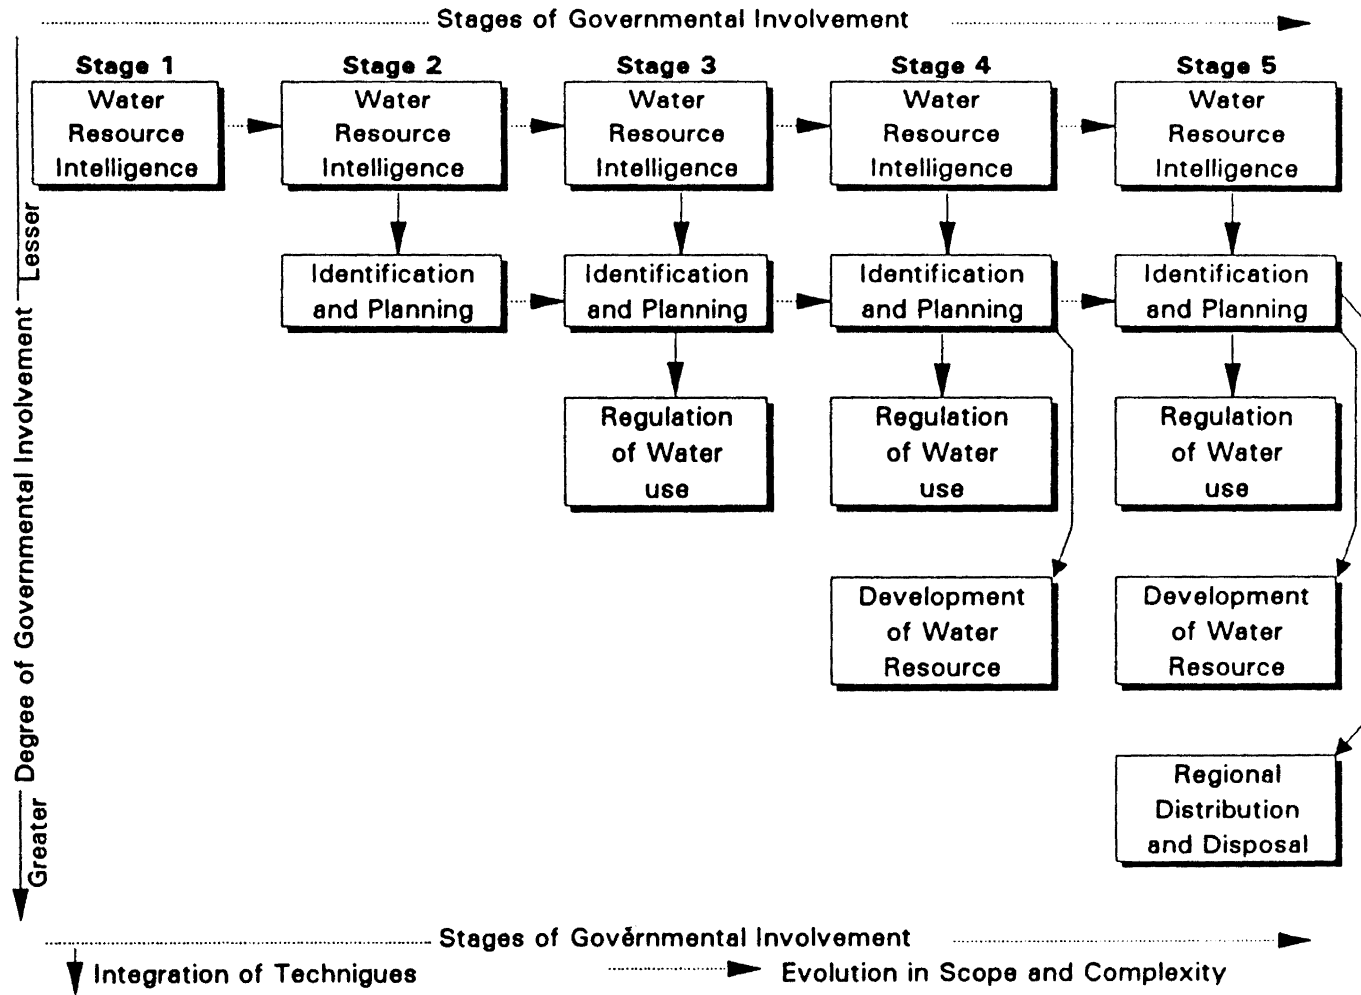 Stages of Governmental Involvement
Stage 1
Stage 2
Stage 3
Stage 4
Stage 5
Water
Resource
Intelligence
Water
Resource
Intelligence
Water
Resource
Intelligence
Water
Resource
Intelligence
Water
Resource
Intelligence
Identification
and Planning
Identification
and Planning
Identification
and Planning
Identification
and Planning
Regulation
of Water
use
Regulation
of Water
use
Regulation
of Water
use
Development
of Water
Resource
Development
of Water
Resource
Regional
Distribution
and Disposal
Lesser
Degree of Governmental Involvement
Greater
Stages of Governmental Involvement
Integration of Technigues
Evolution in Scope and Complexity